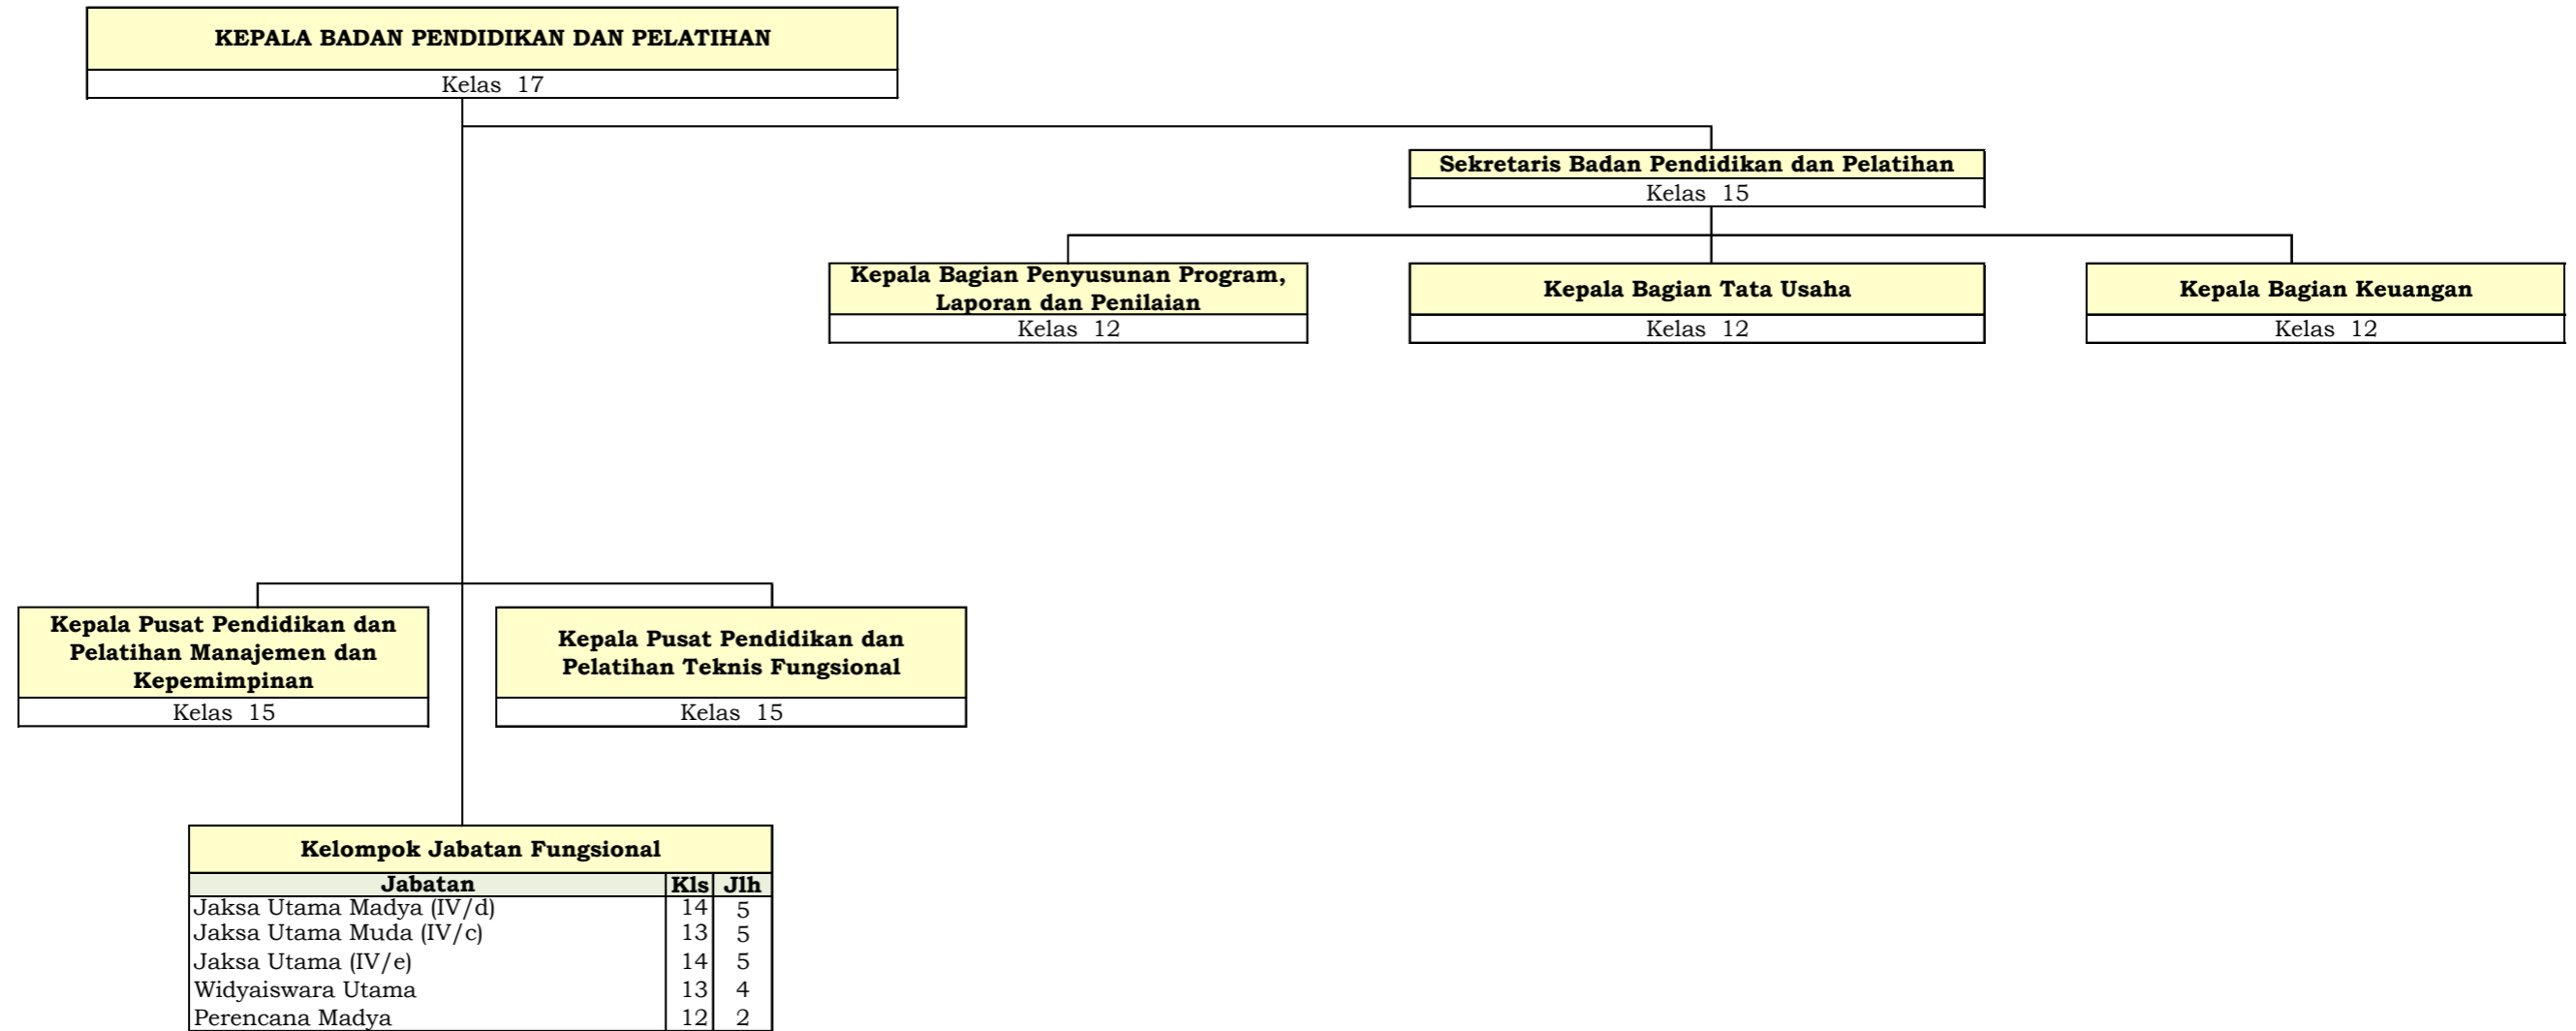 KEPALA BADAN PENDIDIKAN DAN PELATIHAN
Kelas 17
Sekretaris Badan Pendidikan dan Pelatihan
Kelas 15
Kepala Bagian Penyusunan Program,
Laporan dan Penilaian
Kelas 12
Kepala Bagian Tata Usaha
Kelas 12
Kepala Bagian Keuangan
Kelas 12
Kepala Pusat Pendidikan dan
Pelatihan Manajemen dan
Kepemimpinan
Kelas 15
Kepala Pusat Pendidikan dan
Pelatihan Teknis Fungsional
Kelas 15
Kelompok Jabatan Fungsional
Jabatan Kls Jlh
Jaksa Utama Madya (IV/d) 14 5
Jaksa Utama Muda (IV/c) 13 5
Jaksa Utama (IV/e) 14 5
Widyaiswara Utama 13 4
Perencana Madya 12 2